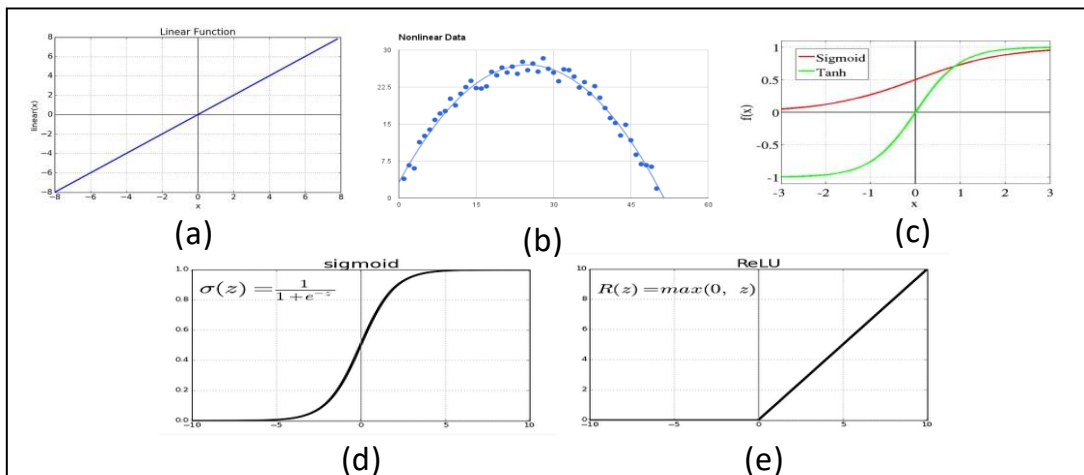 Linear Function
8
6
4
2
0
−2
−4
−6
−8
linear(x)
−8 −6 −4 −2 0 2 4 6 8
x
(a)
Nonlinear Data
30
22.5
15
7.5
0
0 15 30 45 60
(b)
Sigmoid
Tanh
1
0.5
0
-0.5
-1
f(x)
-3 -2 -1 0 1 2 3
x
(c)
sigmoid
σ(z) = 1/(1+e^−z)
1.0
0.8
0.6
0.4
0.2
0.0
−10 −5 0 5 10
(d)
ReLU
R(z) = max(0, z)
10
8
6
4
2
0
−10 −5 0 5 10
(e)